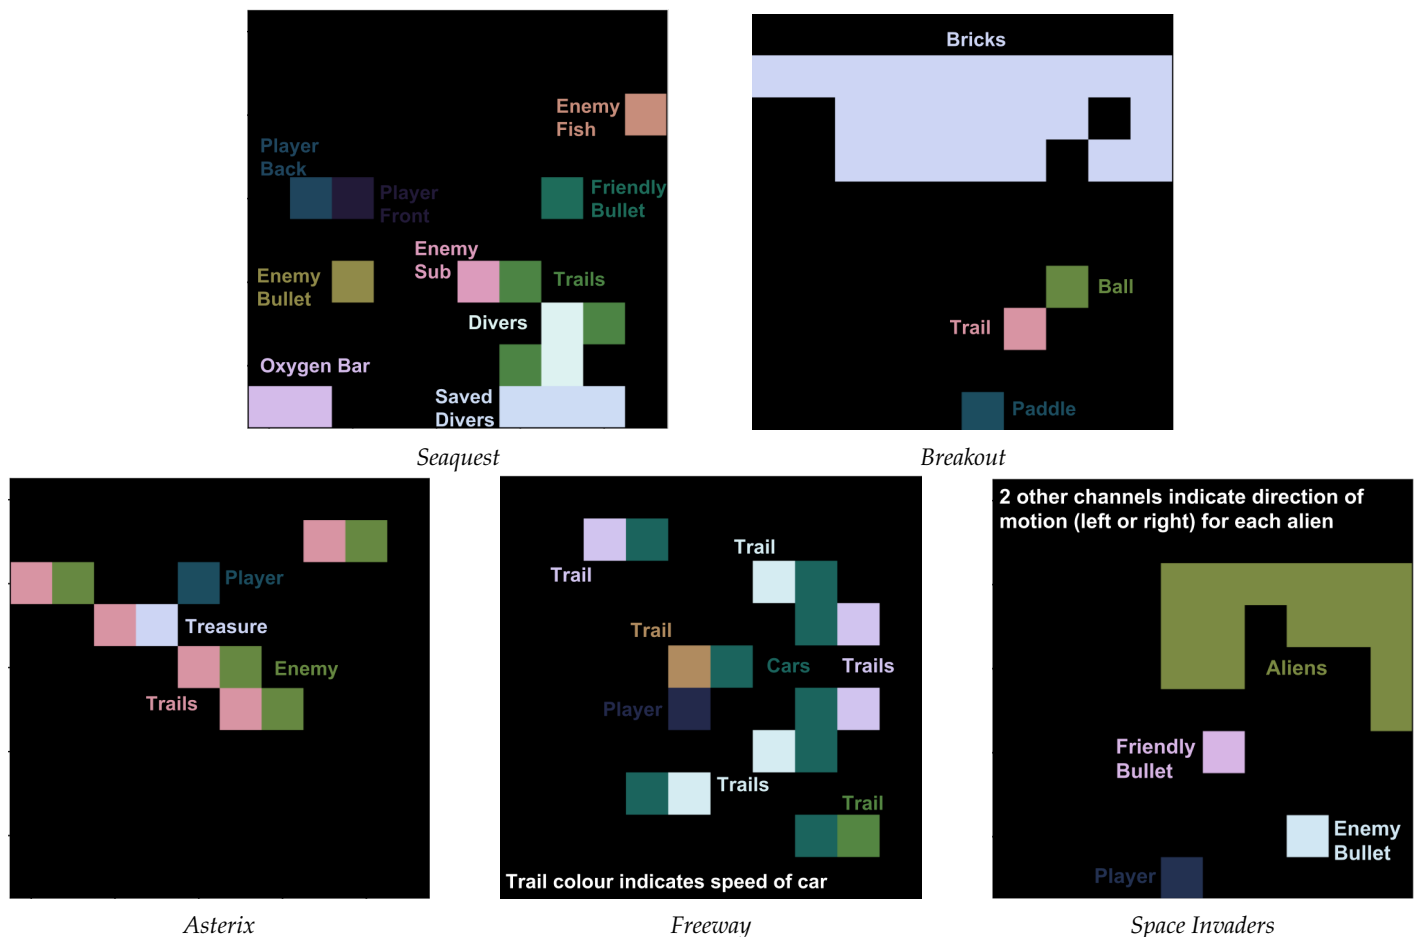 Enemy
Fish
Player
Back
Player
Front
Friendly
Bullet
Enemy
Sub
Trails
Enemy
Bullet
Divers
Oxygen Bar
Saved
Divers
Seaquest
Bricks
Ball
Trail
Paddle
Breakout
Player
Treasure
Enemy
Trails
Asterix
Trail
Trail
Trail
Cars
Trails
Player
Trails
Trail
Trail colour indicates speed of car
Freeway
2 other channels indicate direction of
motion (left or right) for each alien
Aliens
Friendly
Bullet
Enemy
Bullet
Player
Space Invaders